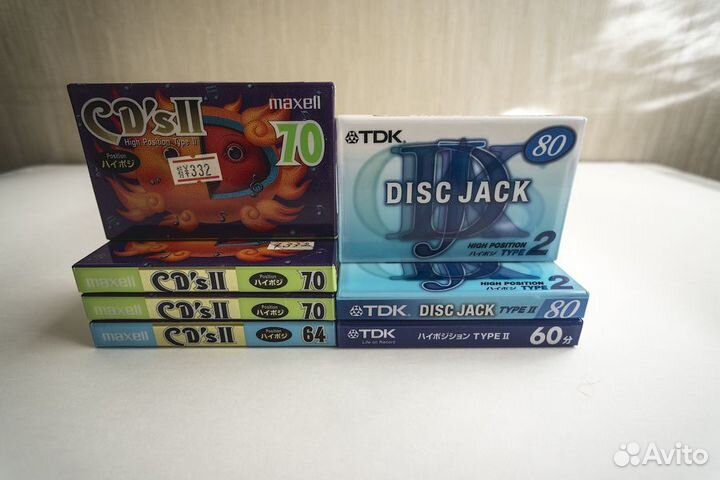 CD'sII
maxell
High Position Type II
70
Position
ハイポジ
¥332
TDK
80
DISC JACK
HIGH POSITION
ハイポジ TYPE 2
¥332
maxell CD'sII Position ハイポジ 70
maxell CD'sII Position ハイポジ 70
maxell CD'sII Position ハイポジ 64
HIGH POSITION
ハイポジ TYPE 2
TDK DISC JACK TYPE II 80
TDK ハイポジション TYPE II 60分
Life on Record
Avito